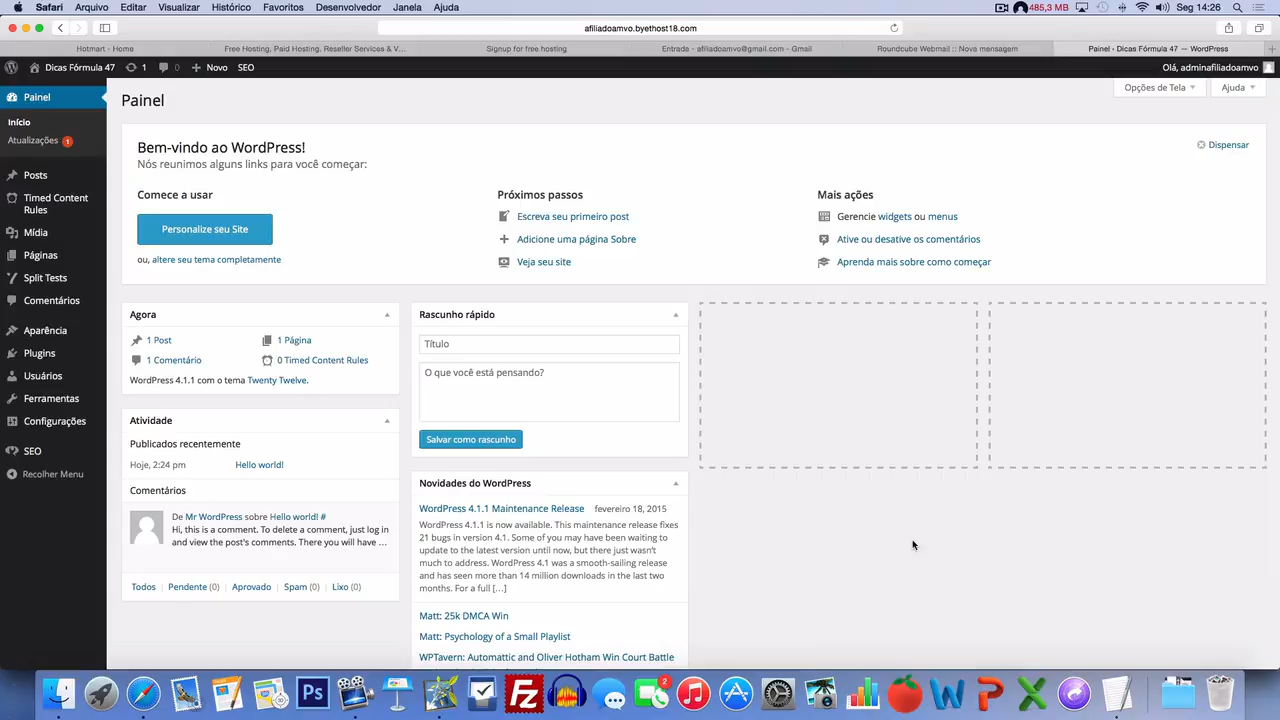 Safari Arquivo Editar Visualizar Histórico Favoritos Desenvolvedor Janela Ajuda 485,3 MB Seg 14:26
afiliadoamvo.byethost18.com
Hotmart - Home Free Hosting. Paid Hosting. Reseller Services & V... Signup for free.hosting Entrada - afiliadoamvo@gmail.com - Gmail Roundcube Webmail :: Nova mensagem Painel ‹ Dicas Fórmula 47 — WordPress
Dicas Fórmula 47 1 0 Novo SEO Olá, adminafiliadoamvo
Painel
Início
Atualizações 1
Posts
Timed Content
Rules
Mídia
Páginas
Split Tests
Comentários
Aparência
Plugins
Usuários
Ferramentas
Configurações
SEO
Recolher Menu
Opções de Tela Ajuda
Painel
Bem-vindo ao WordPress!
Dispensar
Nós reunimos alguns links para você começar:
Comece a usar
Personalize seu Site
ou, altere seu tema completamente
Próximos passos
Escreva seu primeiro post
Adicione uma página Sobre
Veja seu site
Mais ações
Gerencie widgets ou menus
Ative ou desative os comentários
Aprenda mais sobre como começar
Agora
1 Post 1 Página
1 Comentário 0 Timed Content Rules
WordPress 4.1.1 com o tema Twenty Twelve.
Atividade
Publicados recentemente
Hoje, 2:24 pm Hello world!
Comentários
De Mr WordPress sobre Hello world! #
Hi, this is a comment. To delete a comment, just log in
and view the post's comments. There you will have ...
Todos | Pendente (0) | Aprovado | Spam (0) | Lixo (0)
Rascunho rápido
Título
O que você está pensando?
Salvar como rascunho
Novidades do WordPress
WordPress 4.1.1 Maintenance Release fevereiro 18, 2015
WordPress 4.1.1 is now available. This maintenance release fixes
21 bugs in version 4.1. Some of you may have been waiting to
update to the latest version until now, but there just wasn't
much to address. WordPress 4.1 was a smooth-sailing release
and has seen more than 14 million downloads in the last two
months. For a full [...]
Matt: 25k DMCA Win
Matt: Psychology of a Small Playlist
WPTavern: Automattic and Oliver Hotham Win Court Battle
Ps
Fz
2